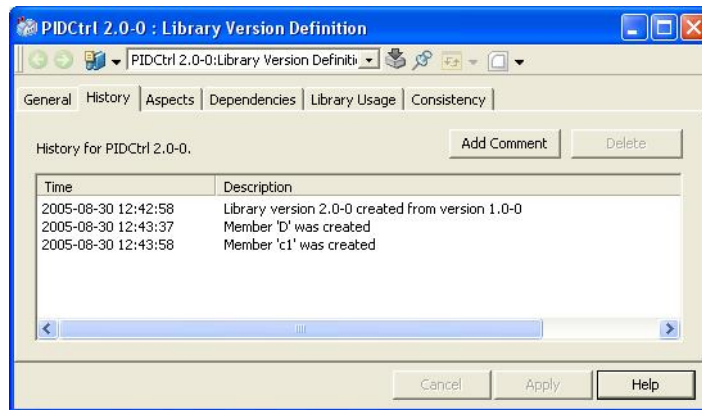 PIDCtrl 2.0-0 : Library Version Definition
PIDCtrl 2.0-0:Library Version Definiti
General History Aspects Dependencies Library Usage Consistency
History for PIDCtrl 2.0-0. Add Comment Delete
Time Description
2005-08-30 12:42:58 Library version 2.0-0 created from version 1.0-0
2005-08-30 12:43:37 Member 'D' was created
2005-08-30 12:43:58 Member 'c1' was created
Cancel Apply Help